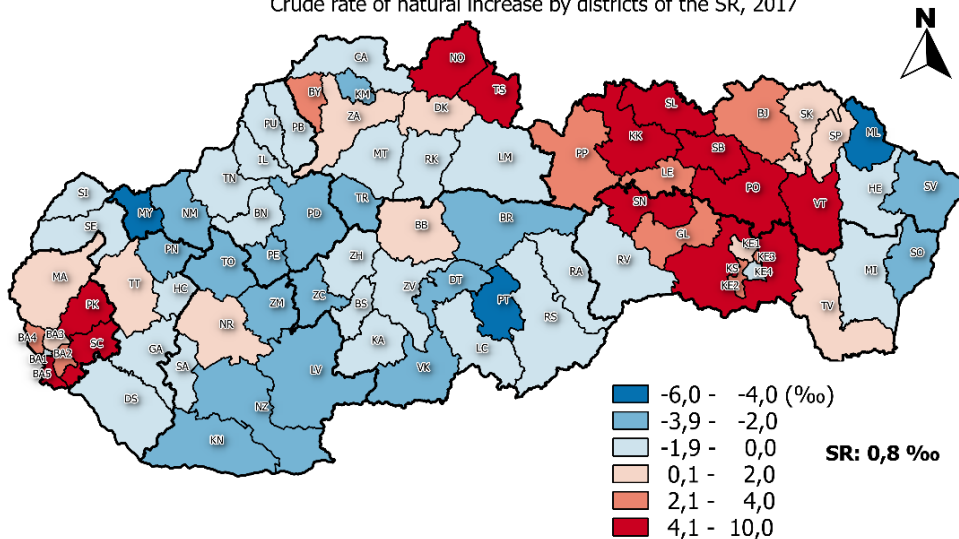 Crude rate of natural increase by districts of the SR, 2017
N
CA
NO
TS
BY
KM
ZA
DK
PU
PB
IL
MT
RK
LM
PP
KK
SL
SB
BJ
SK
SP
ML
HE
SV
SI
SE
MY
NM
TN
BN
PD
TR
BR
BB
LE
SN
GL
PO
VT
RV
KE1
KE3
KS
KE4
KE2
MI
SO
TV
MA
TT
PN
HC
TO
PE
ZM
ZC
ZH
BS
ZV
DT
PT
RA
RS
LC
KA
VK
LV
NR
PK
SC
BA4
BA3
BA2
BA1
BA5
GA
SA
DS
NZ
KN
-6,0 - -4,0 (‰)
-3,9 - -2,0
-1,9 - 0,0
0,1 - 2,0
2,1 - 4,0
4,1 - 10,0
SR: 0,8 ‰